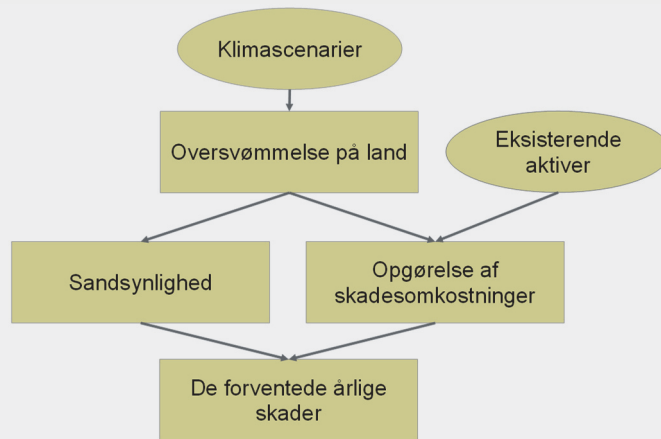 Klimascenarier
Oversvømmelse på land
Eksisterende
aktiver
Sandsynlighed
Opgørelse af
skadesomkostninger
De forventede årlige
skader